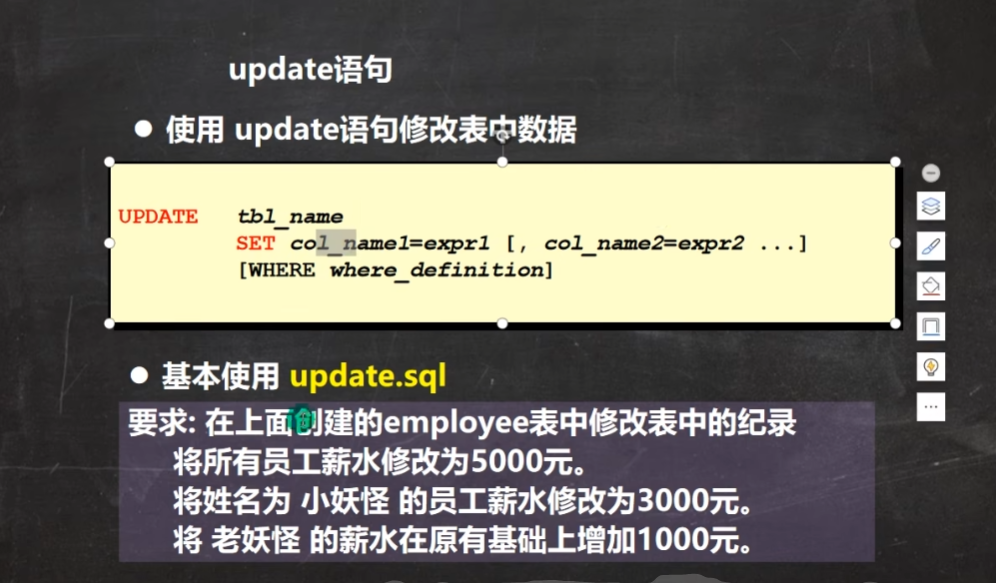 update语句
● 使用 update语句修改表中数据
UPDATE tbl_name
SET col_name1=expr1 [, col_name2=expr2 ...]
[WHERE where_definition]
● 基本使用 update.sql
要求: 在上面创建的employee表中修改表中的纪录
将所有员工薪水修改为5000元。
将姓名为 小妖怪 的员工薪水修改为3000元。
将 老妖怪 的薪水在原有基础上增加1000元。